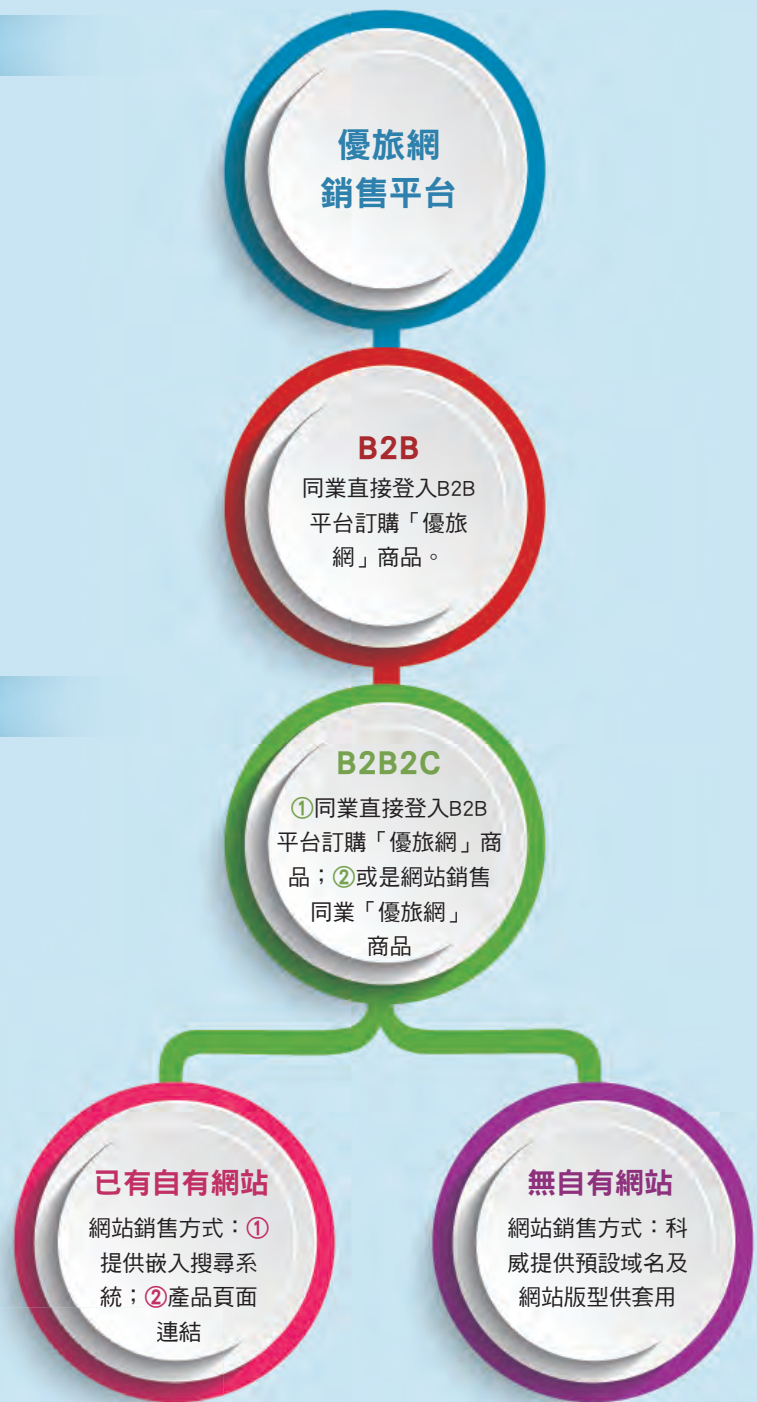 優旅網
銷售平台
B2B
同業直接登入B2B
平台訂購「優旅
網」商品。
B2B2C
①同業直接登入B2B
平台訂購「優旅網」商
品；②或是網站銷售
同業「優旅網」
商品
已有自有網站
網站銷售方式：①
提供嵌入搜尋系
統；②產品頁面
連結
無自有網站
網站銷售方式：科
威提供預設域名及
網站版型供套用